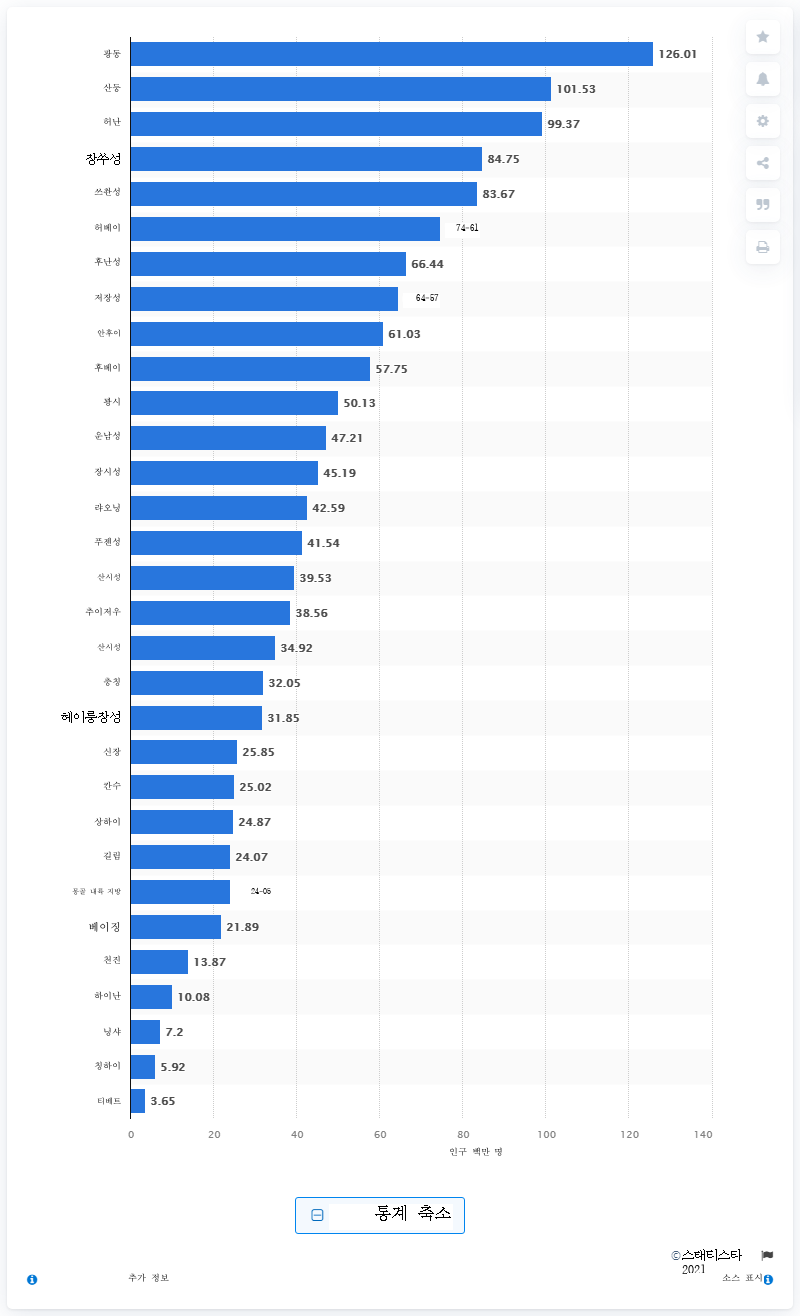 광동 126.01
산둥 101.53
허난 99.37
장쑤성 84.75
쓰촨성 83.67
허베이 74-61
후난성 66.44
저장성 64-57
안후이 61.03
후베이 57.75
광시 50.13
운남성 47.21
장시성 45.19
랴오닝 42.59
푸젠성 41.54
산시성 39.53
추이저우 38.56
산시성 34.92
충칭 32.05
헤이룽장성 31.85
신장 25.85
칸수 25.02
상하이 24.87
길림 24.07
몽골 내륙 지방 24-05
베이징 21.89
천진 13.87
하이난 10.08
닝샤 7.2
칭하이 5.92
티베트 3.65
0 20 40 60 80 100 120 140
인구 백만 명
통계 축소
©스태티스타
2021
추가 정보 소스 표시